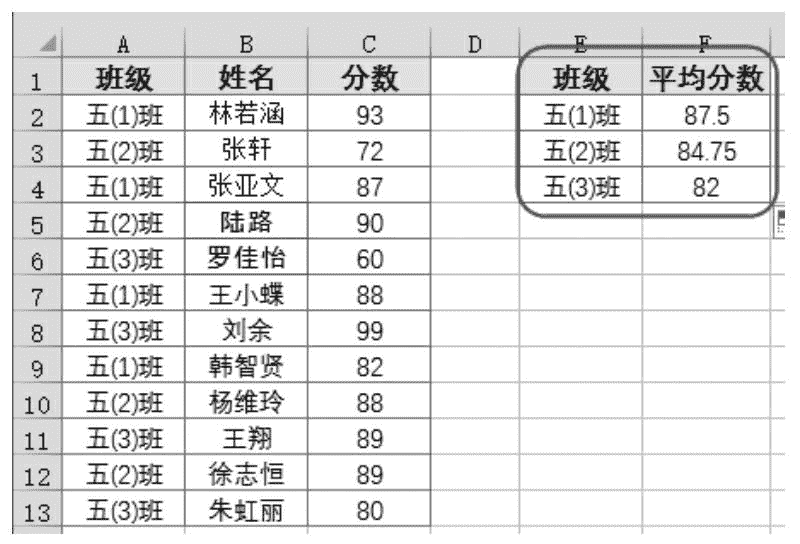 A B C D E F
1 班级 姓名 分数 班级 平均分数
2 五(1)班 林若涵 93 五(1)班 87.5
3 五(2)班 张轩 72 五(2)班 84.75
4 五(1)班 张亚文 87 五(3)班 82
5 五(2)班 陆路 90
6 五(3)班 罗佳怡 60
7 五(1)班 王小蝶 88
8 五(3)班 刘余 99
9 五(1)班 韩智贤 82
10 五(2)班 杨维玲 88
11 五(3)班 王翔 89
12 五(2)班 徐志恒 89
13 五(3)班 朱虹丽 80